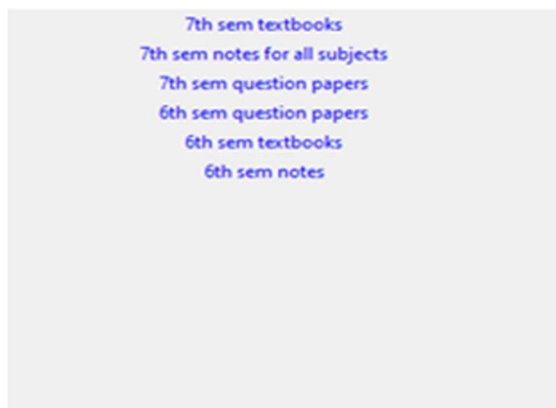 7th sem textbooks
7th sem notes for all subjects
7th sem question papers
6th sem question papers
6th sem textbooks
6th sem notes